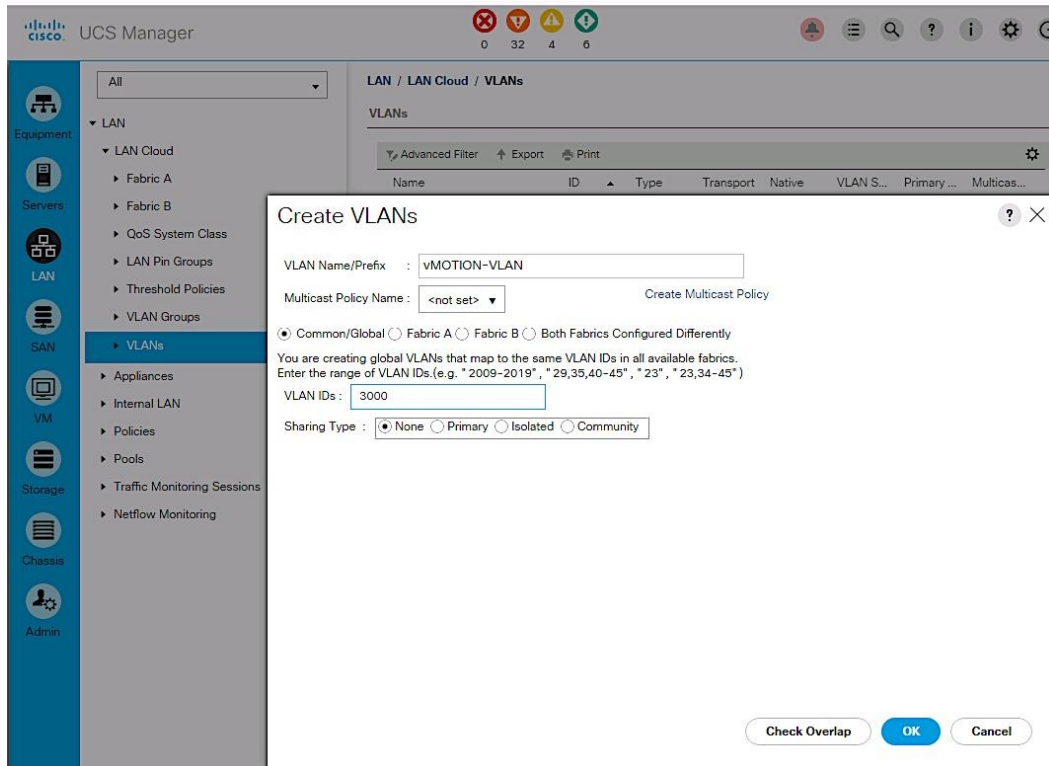 CISCO. UCS Manager
0 32 4 6
Equipment
Servers
LAN
SAN
VM
Storage
Chassis
Admin
All
LAN
LAN Cloud
Fabric A
Fabric B
QoS System Class
LAN Pin Groups
Threshold Policies
VLAN Groups
VLANs
Appliances
Internal LAN
Policies
Pools
Traffic Monitoring Sessions
Netflow Monitoring
LAN / LAN Cloud / VLANs
VLANs
Advanced Filter Export Print
Name ID Type Transport Native VLAN S... Primary ... Multicas...
Create VLANs
VLAN Name/Prefix : vMOTION-VLAN
Multicast Policy Name : <not set> Create Multicast Policy
Common/Global Fabric A Fabric B Both Fabrics Configured Differently
You are creating global VLANs that map to the same VLAN IDs in all available fabrics.
Enter the range of VLAN IDs.(e.g. " 2009-2019" , " 29,35,40-45" , " 23" , " 23,34-45" )
VLAN IDs : 3000
Sharing Type : None Primary Isolated Community
Check Overlap OK Cancel